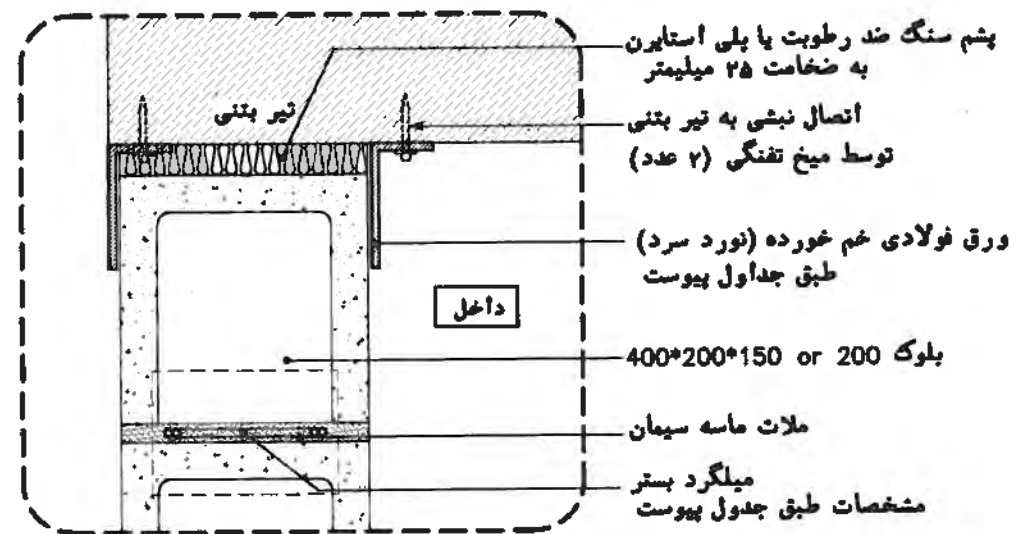 پشم سنگ ضد رطوبت یا پلی استایرن
به ضخامت ۲۵ میلیمتر
تیر بتنی
اتصال نبشی به تیر بتنی
توسط میخ تفنگی (۲ عدد)
ورق فولادی خم خورده (نورد سرد)
طبق جداول پیوست
داخل
بلوک 200 or 150*200*400
ملات ماسه سیمان
میلگرد بستر
مشخصات طبق جدول پیوست